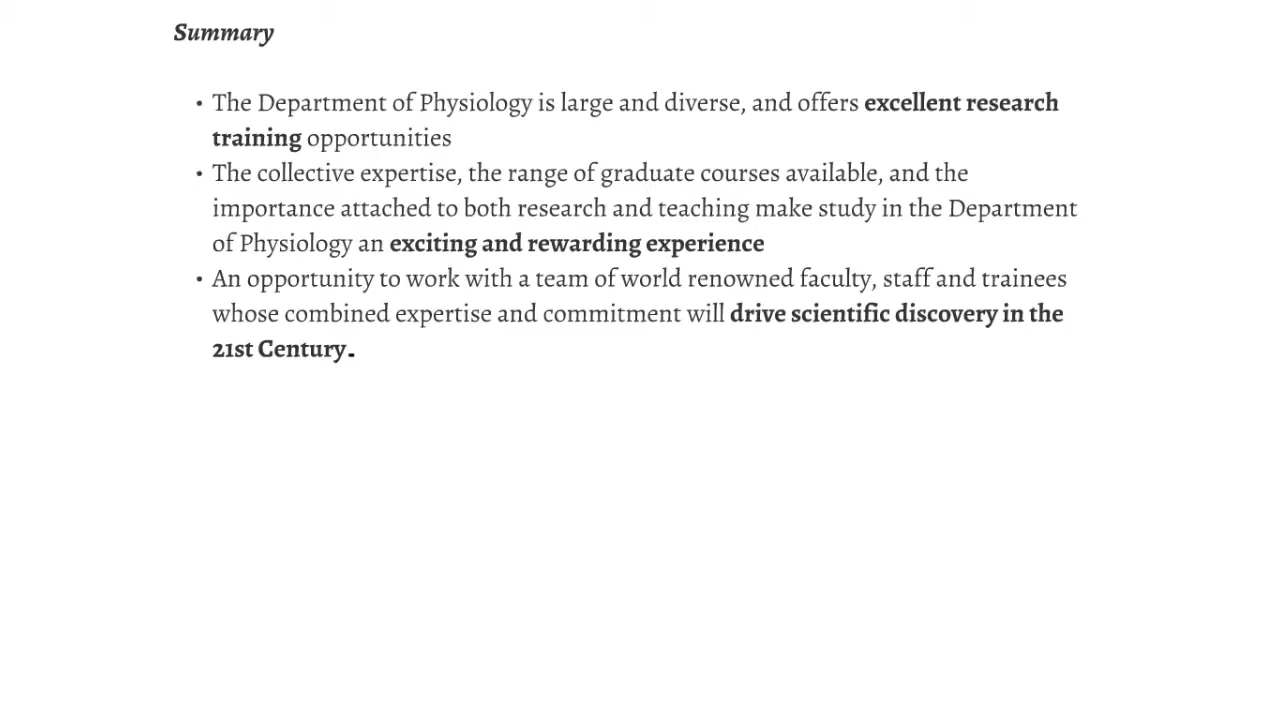 Summary
• The Department of Physiology is large and diverse, and offers excellent research
training opportunities
• The collective expertise, the range of graduate courses available, and the
importance attached to both research and teaching make study in the Department
of Physiology an exciting and rewarding experience
• An opportunity to work with a team of world renowned faculty, staff and trainees
whose combined expertise and commitment will drive scientific discovery in the
21st Century.